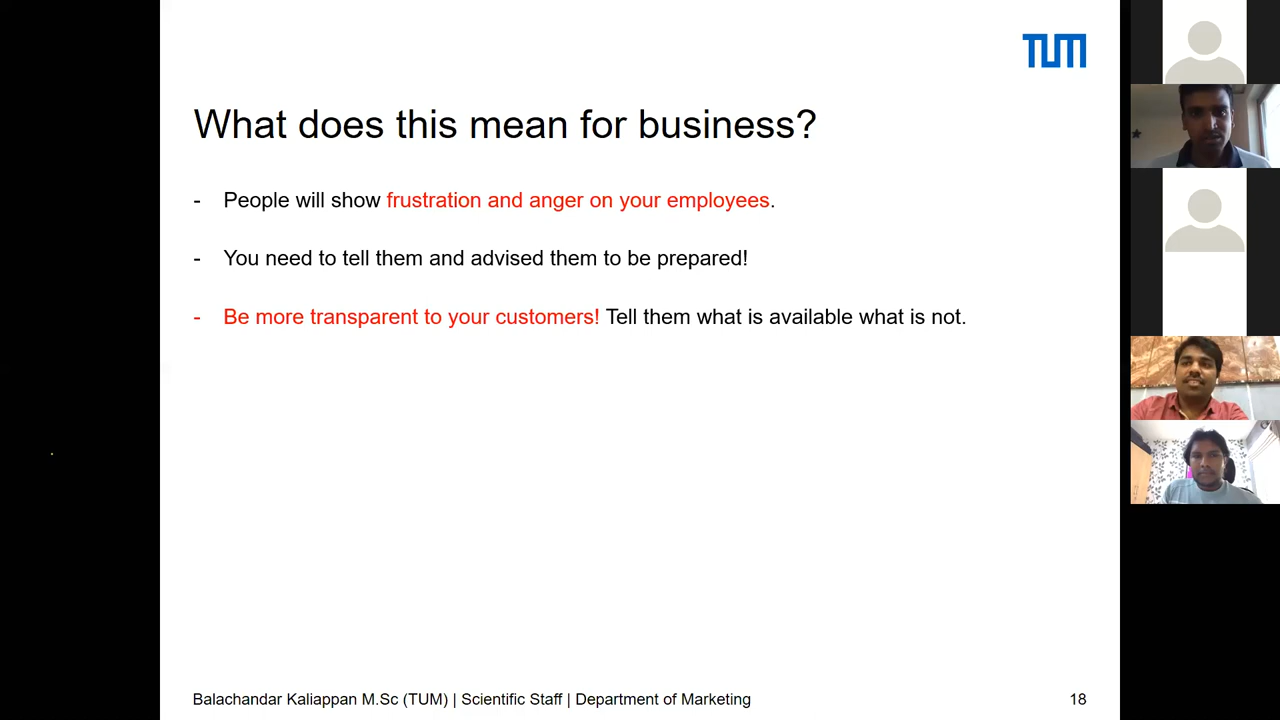 TUM
What does this mean for business?
- People will show frustration and anger on your employees.
- You need to tell them and advised them to be prepared!
- Be more transparent to your customers! Tell them what is available what is not.
Balachandar Kaliappan M.Sc (TUM) | Scientific Staff | Department of Marketing
18